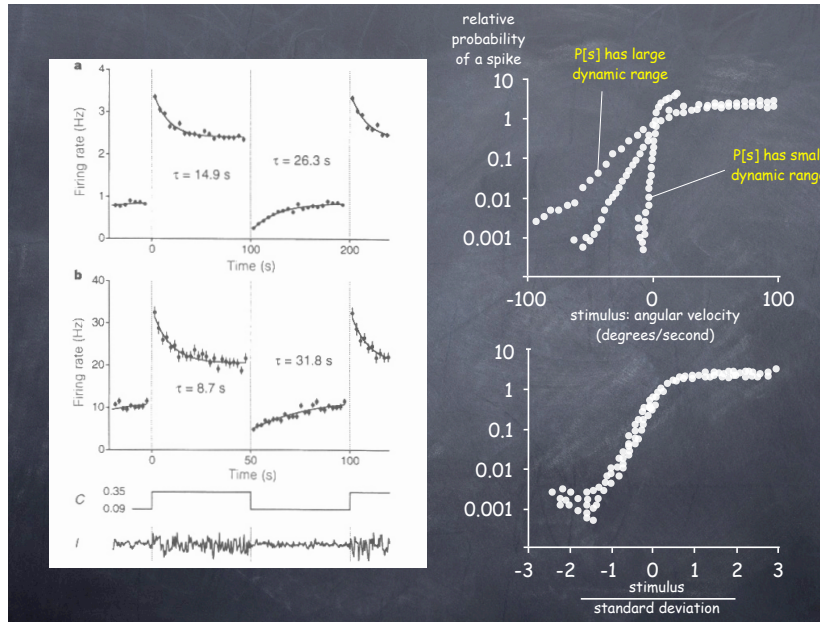 a
Firing rate (Hz)
4
3
2
1
0
τ = 14.9 s
τ = 26.3 s
0
100
200
Time (s)
b
Firing rate (Hz)
40
30
20
10
0
τ = 8.7 s
τ = 31.8 s
0
50
100
Time (s)
C
0.35
0.09
I
relative
probability
of a spike
P[s] has large
dynamic range
10
1
0.1
0.01
0.001
P[s] has small
dynamic range
-100
0
100
stimulus: angular velocity
(degrees/second)
10
1
0.1
0.01
0.001
-3
-2
-1
0
1
2
3
stimulus
standard deviation